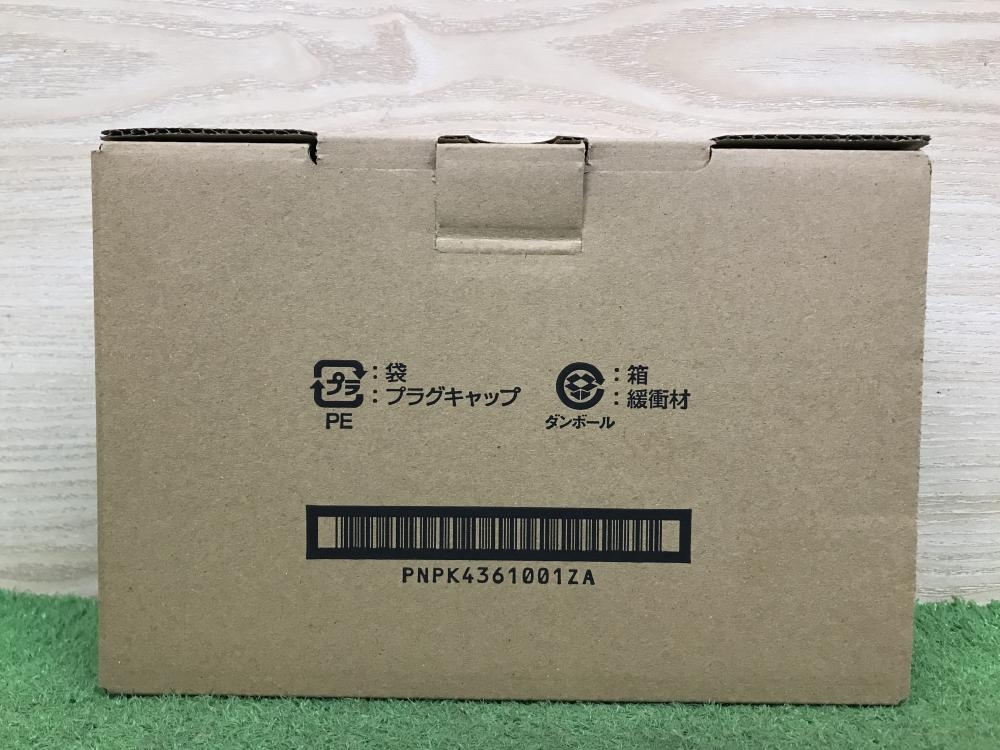 プラ : 袋
: プラグキャップ
PE
: 箱
: 緩衝材
ダンボール
PNPK4361001ZA